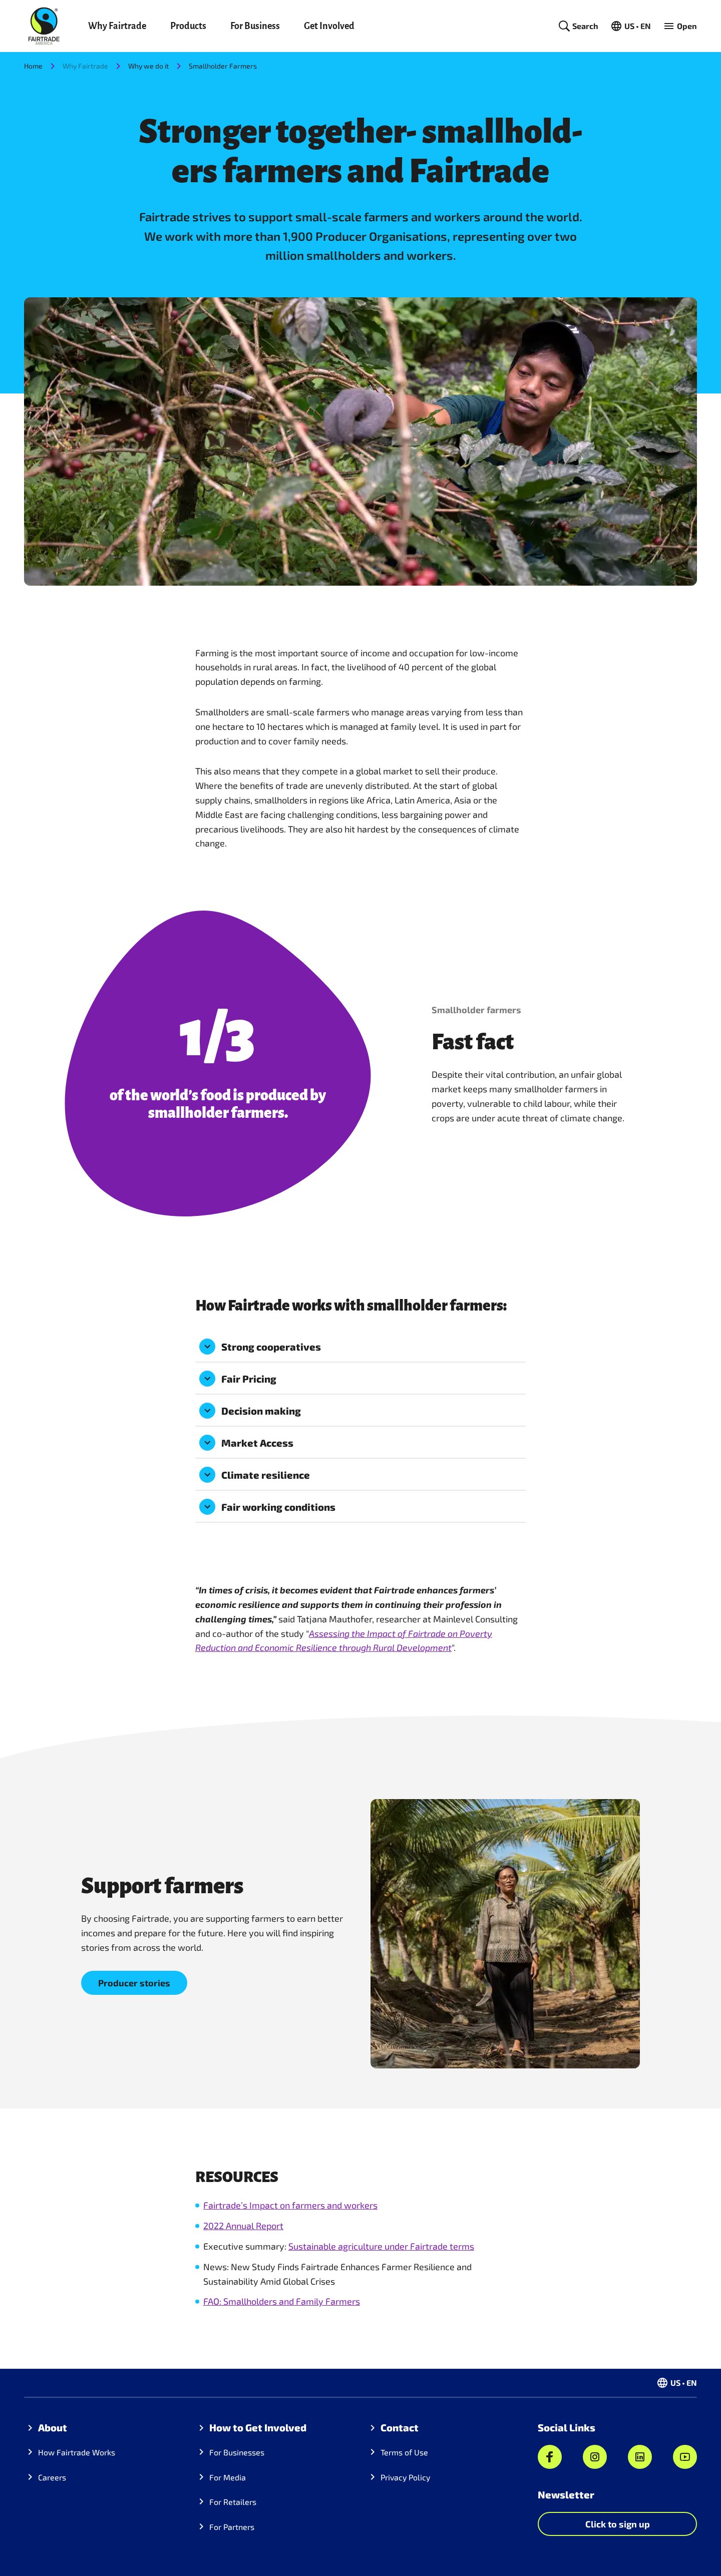 FAIRTRADE
AMERICA
Why Fairtrade
Products
For Business
Get Involved
Search
US • EN
Open
Home
Why Fairtrade
Why we do it
Smallholder Farmers
Stronger together- smallhold-
ers farmers and Fairtrade
Fairtrade strives to support small-scale farmers and workers around the world.
We work with more than 1,900 Producer Organisations, representing over two
million smallholders and workers.
Farming is the most important source of income and occupation for low-income
households in rural areas. In fact, the livelihood of 40 percent of the global
population depends on farming.
Smallholders are small-scale farmers who manage areas varying from less than
one hectare to 10 hectares which is managed at family level. It is used in part for
production and to cover family needs.
This also means that they compete in a global market to sell their produce.
Where the benefits of trade are unevenly distributed. At the start of global
supply chains, smallholders in regions like Africa, Latin America, Asia or the
Middle East are facing challenging conditions, less bargaining power and
precarious livelihoods. They are also hit hardest by the consequences of climate
change.
1/3
of the world's food is produced by
smallholder farmers.
Smallholder farmers
Fast fact
Despite their vital contribution, an unfair global
market keeps many smallholder farmers in
poverty, vulnerable to child labour, while their
crops are under acute threat of climate change.
How Fairtrade works with smallholder farmers:
Strong cooperatives
Fair Pricing
Decision making
Market Access
Climate resilience
Fair working conditions
“In times of crisis, it becomes evident that Fairtrade enhances farmers’
economic resilience and supports them in continuing their profession in
challenging times,” said Tatjana Mauthofer, researcher at Mainlevel Consulting
and co-author of the study “Assessing the Impact of Fairtrade on Poverty
Reduction and Economic Resilience through Rural Development“.
Support farmers
By choosing Fairtrade, you are supporting farmers to earn better
incomes and prepare for the future. Here you will find inspiring
stories from across the world.
Producer stories
RESOURCES
Fairtrade’s Impact on farmers and workers
2022 Annual Report
Executive summary: Sustainable agriculture under Fairtrade terms
News: New Study Finds Fairtrade Enhances Farmer Resilience and
Sustainability Amid Global Crises
FAQ: Smallholders and Family Farmers
US • EN
About
How Fairtrade Works
Careers
How to Get Involved
For Businesses
For Media
For Retailers
For Partners
Contact
Terms of Use
Privacy Policy
Social Links
Newsletter
Click to sign up